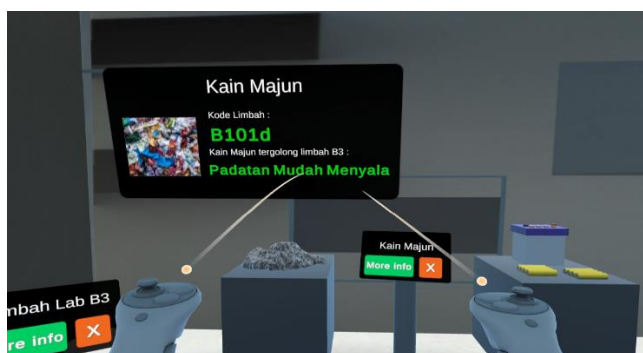 Kain Majun
Kode Limbah :
B101d
Kain Majun tergolong limbah B3 :
Padatan Mudah Menyala
Kain Majun
More info X
mbah Lab B3
re info X